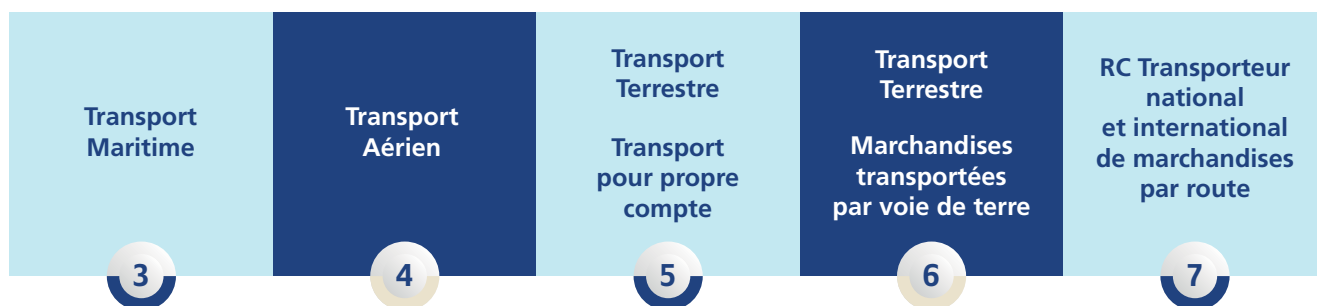 Transport
Maritime
3
Transport
Aérien
4
Transport
Terrestre
Transport
pour propre
compte
5
Transport
Terrestre
Marchandises
transportées
par voie de terre
6
RC Transporteur
national
et international
de marchandises
par route
7